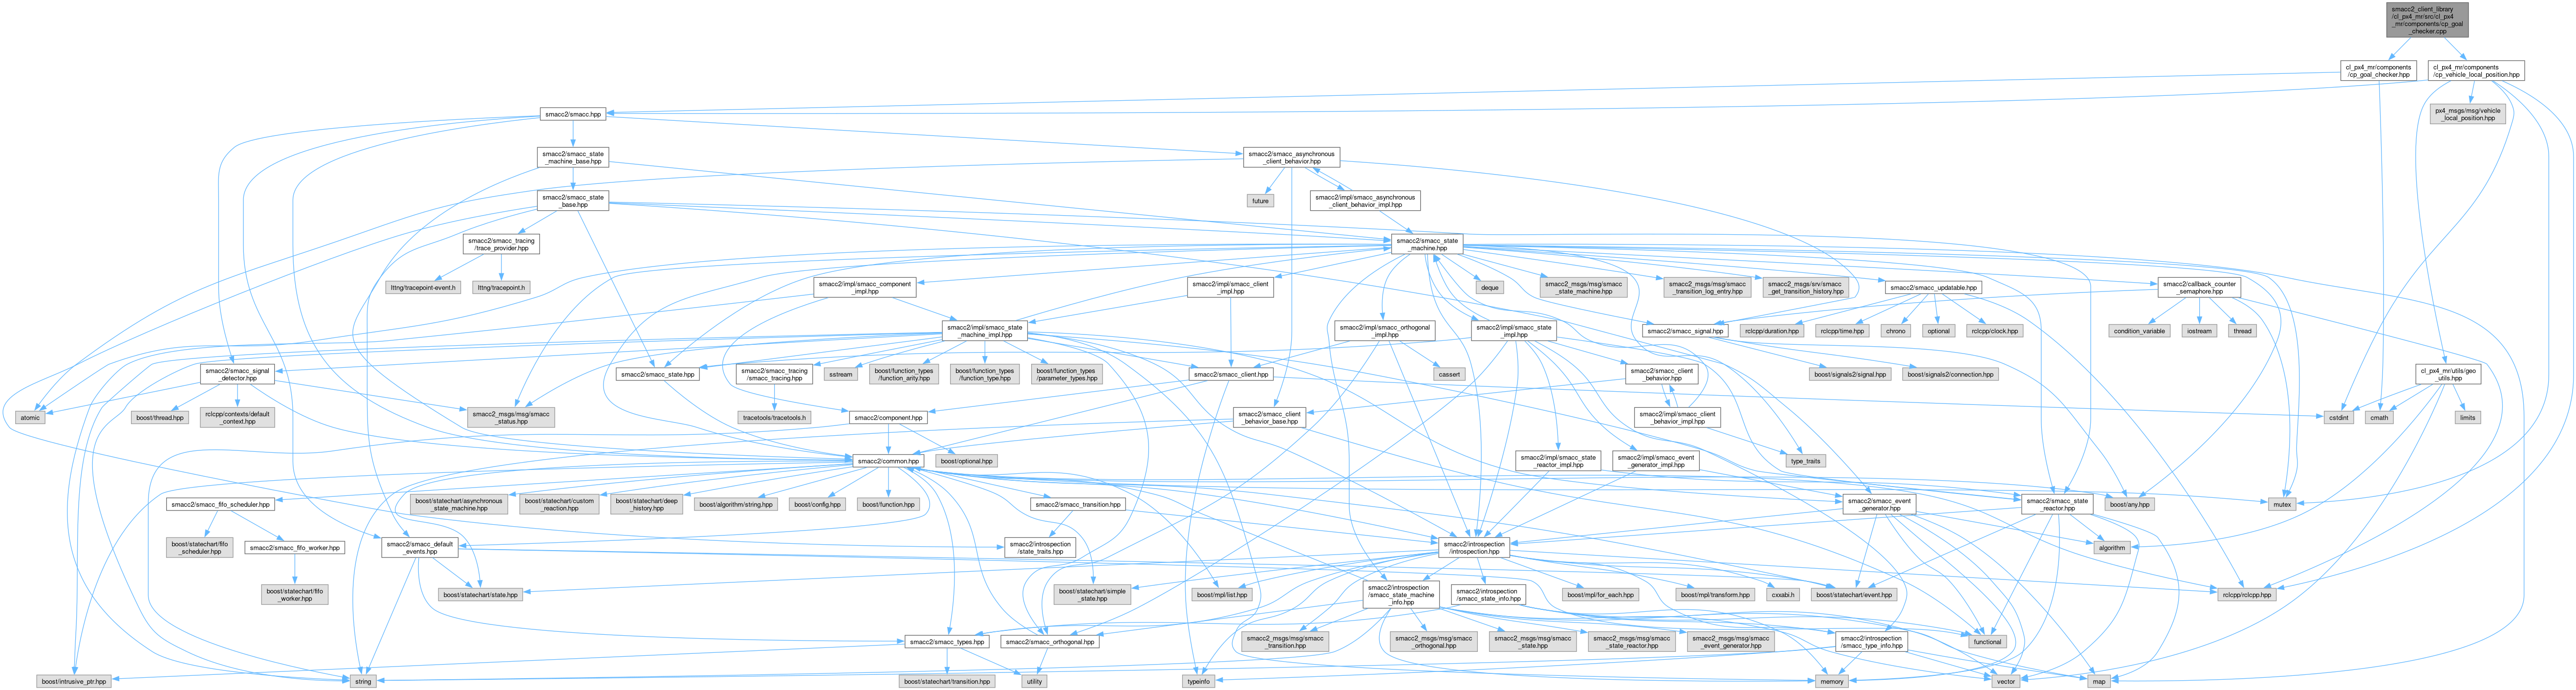 smacc2_client_library
/cl_px4_mr/src/cl_px4
_mr/components/cp_goal
_checker.cpp
cl_px4_mr/components
/cp_goal_checker.hpp
cl_px4_mr/components
/cp_vehicle_local_position.hpp
smacc2/smacc.hpp
px4_msgs/msg/vehicle
_local_position.hpp
smacc2/smacc_state
_machine_base.hpp
smacc2/smacc_asynchronous
_client_behavior.hpp
smacc2/smacc_state
_base.hpp
future
smacc2/impl/smacc_asynchronous
_client_behavior_impl.hpp
smacc2/smacc_tracing
/trace_provider.hpp
smacc2/smacc_state
_machine.hpp
lttng/tracepoint-event.h
lttng/tracepoint.h
smacc2/impl/smacc_component
_impl.hpp
smacc2/impl/smacc_client
_impl.hpp
deque
smacc2_msgs/msg/smacc
_state_machine.hpp
smacc2_msgs/msg/smacc
_transition_log_entry.hpp
smacc2_msgs/srv/smacc
_get_transition_history.hpp
smacc2/smacc_updatable.hpp
smacc2/callback_counter
_semaphore.hpp
smacc2/impl/smacc_state
_machine_impl.hpp
smacc2/impl/smacc_orthogonal
_impl.hpp
smacc2/impl/smacc_state
_impl.hpp
smacc2/smacc_signal.hpp
rclcpp/duration.hpp
rclcpp/time.hpp
chrono
optional
rclcpp/clock.hpp
condition_variable
iostream
thread
smacc2/smacc_signal
_detector.hpp
smacc2/smacc_state.hpp
smacc2/smacc_tracing
/smacc_tracing.hpp
sstream
boost/function_types
/function_arity.hpp
boost/function_types
/function_type.hpp
boost/function_types
/parameter_types.hpp
smacc2/smacc_client.hpp
cassert
smacc2/smacc_client
_behavior.hpp
boost/signals2/signal.hpp
boost/signals2/connection.hpp
cl_px4_mr/utils/geo
_utils.hpp
atomic
boost/thread.hpp
rclcpp/contexts/default
_context.hpp
smacc2_msgs/msg/smacc
_status.hpp
tracetools/tracetools.h
smacc2/component.hpp
smacc2/smacc_client
_behavior_base.hpp
smacc2/impl/smacc_client
_behavior_impl.hpp
cstdint
cmath
limits
smacc2/common.hpp
boost/optional.hpp
smacc2/impl/smacc_state
_reactor_impl.hpp
smacc2/impl/smacc_event
_generator_impl.hpp
type_traits
smacc2/smacc_fifo_scheduler.hpp
boost/statechart/asynchronous
_state_machine.hpp
boost/statechart/custom
_reaction.hpp
boost/statechart/deep
_history.hpp
boost/algorithm/string.hpp
boost/config.hpp
boost/function.hpp
smacc2/smacc_transition.hpp
smacc2/smacc_event
_generator.hpp
smacc2/smacc_state
_reactor.hpp
boost/any.hpp
mutex
boost/statechart/fifo
_scheduler.hpp
smacc2/smacc_fifo_worker.hpp
smacc2/smacc_default
_events.hpp
smacc2/introspection
/state_traits.hpp
smacc2/introspection
/introspection.hpp
algorithm
boost/statechart/fifo
_worker.hpp
boost/statechart/state.hpp
boost/statechart/simple
_state.hpp
smacc2/introspection
/smacc_state_machine
_info.hpp
boost/mpl/list.hpp
smacc2/introspection
/smacc_state_info.hpp
boost/mpl/for_each.hpp
boost/mpl/transform.hpp
cxxabi.h
boost/statechart/event.hpp
rclcpp/rclcpp.hpp
smacc2/smacc_types.hpp
smacc2/smacc_orthogonal.hpp
smacc2_msgs/msg/smacc
_transition.hpp
smacc2_msgs/msg/smacc
_orthogonal.hpp
smacc2_msgs/msg/smacc
_state.hpp
smacc2_msgs/msg/smacc
_state_reactor.hpp
smacc2_msgs/msg/smacc
_event_generator.hpp
smacc2/introspection
/smacc_type_info.hpp
functional
boost/intrusive_ptr.hpp
string
boost/statechart/transition.hpp
utility
typeinfo
memory
vector
map